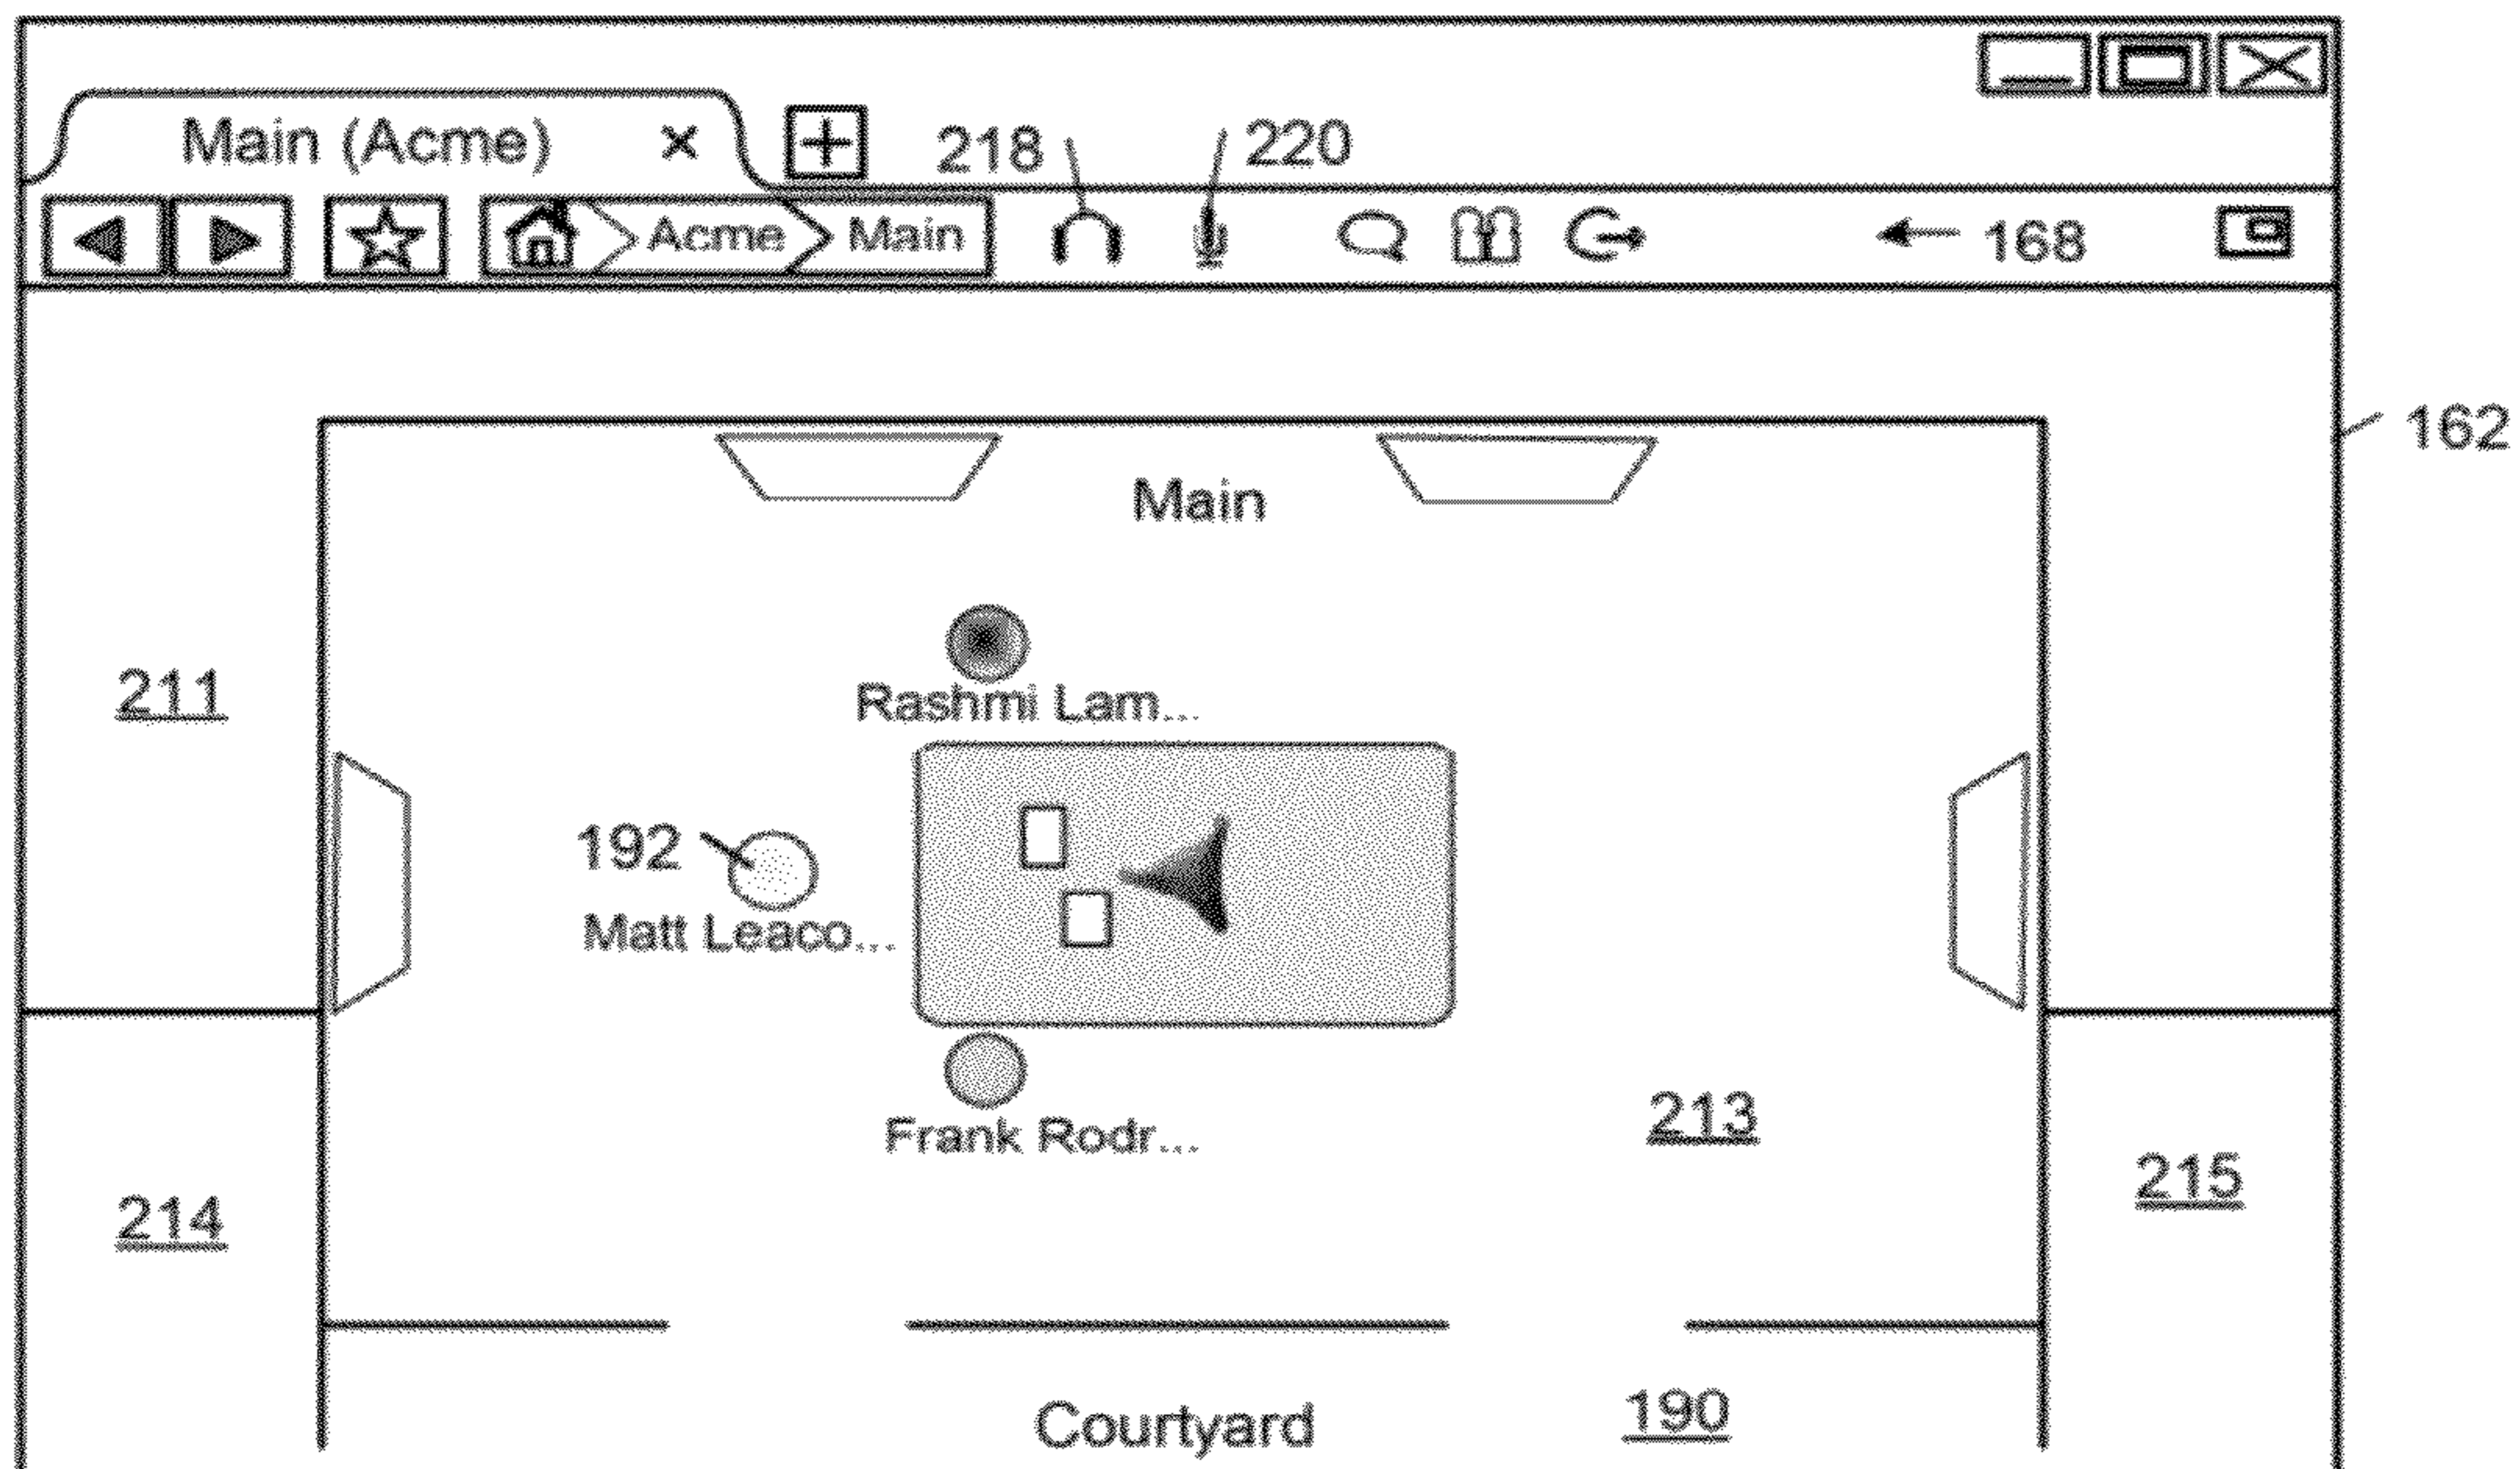 Main (Acme) × + 218 220
Acme Main 168
162
Main
211
Rashmi Lam...
192
Matt Leaco...
213
Frank Rodr...
215
214
190
Courtyard